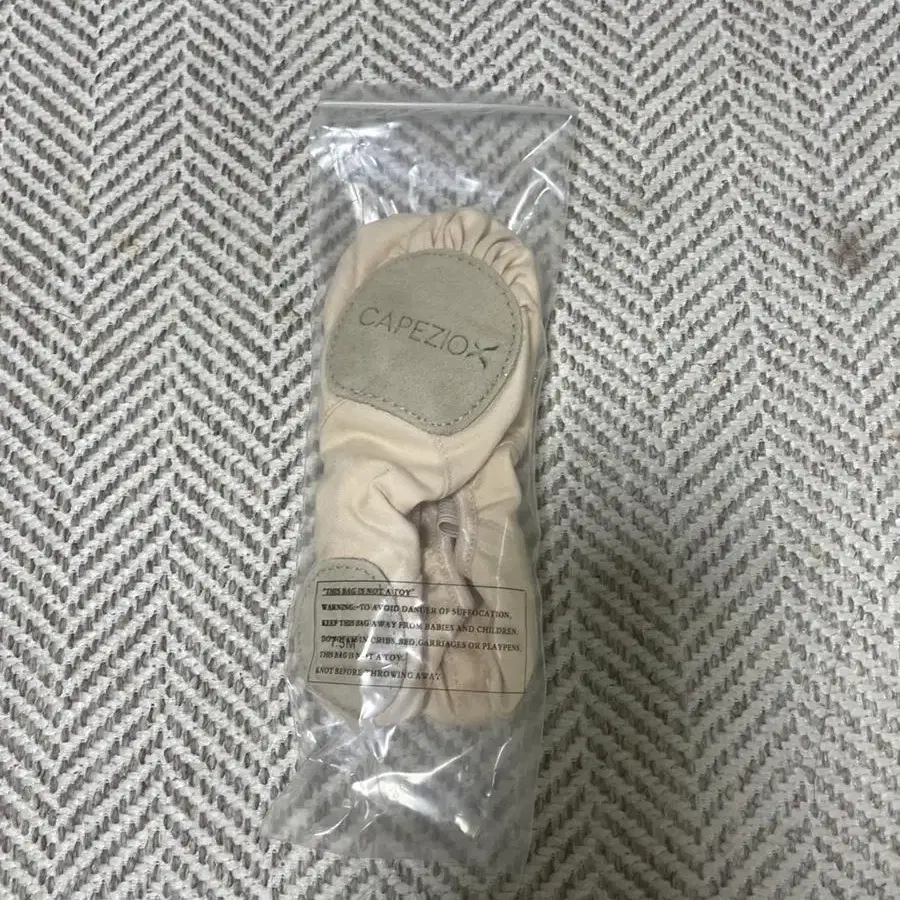 CAPEZIO
"THIS BAG IS NOT A TOY"
WARNING:-TO AVOID DANGER OF SUFFOCATION,
KEEP THIS BAG AWAY FROM BABIES AND CHILDREN.
DO NOT USE IN CRIBS, BED, CARRIAGES OR PLAYPENS.
5M
THIS BAG IS NOT A TOY.
KNOT BEFORE THROWING AWAY